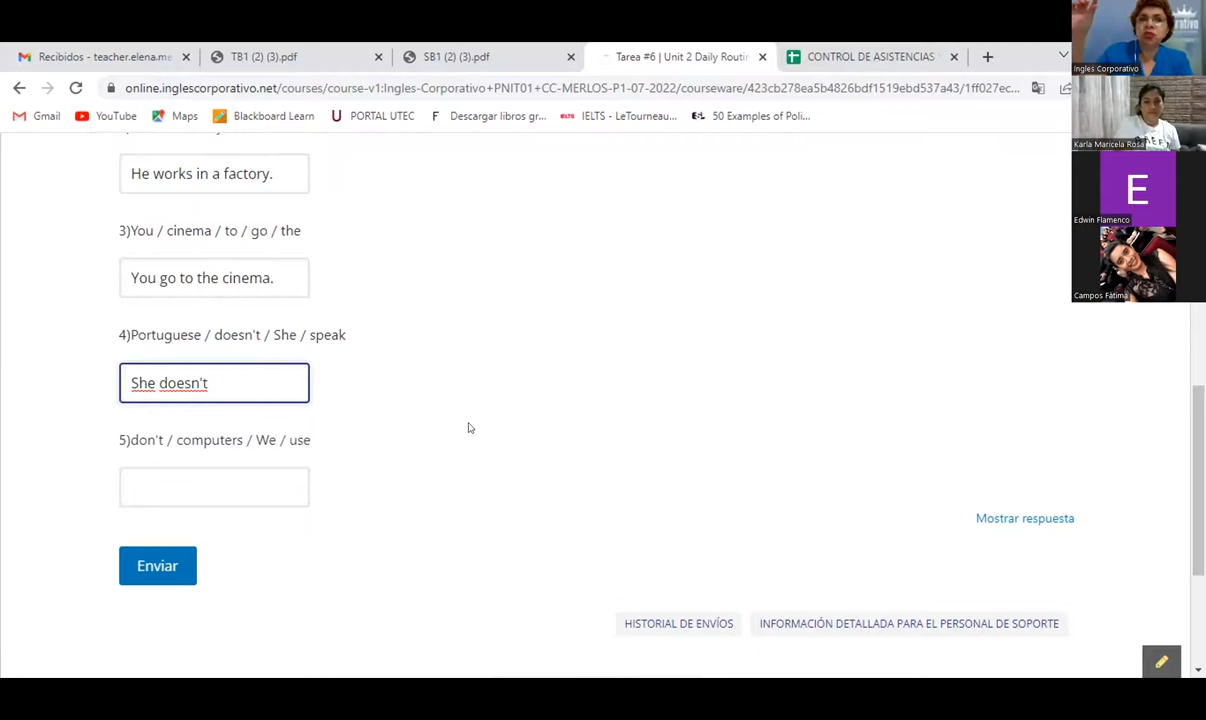 Recibidos - teacher.elena.me
TB1 (2) (3).pdf
SB1 (2) (3).pdf
Tarea #6 | Unit 2 Daily Routin
CONTROL DE ASISTENCIAS
online.inglescorporativo.net/courses/course-v1:Ingles-Corporativo+PNIT01+CC-MERLOS-P1-07-2022/courseware/423cb278ea5b4826bdf1519ebd537a43/1ff027ec...
Gmail
YouTube
Maps
Blackboard Learn
PORTAL UTEC
Descargar libros gr...
IELTS - LeTourneau...
50 Examples of Poli...
Ingles Corporativo
Karla Maricela Rosa
E
Edwin Flamenco
Campos Fátima
He works in a factory.
3)You / cinema / to / go / the
You go to the cinema.
4)Portuguese / doesn't / She / speak
She doesn't
5)don't / computers / We / use
Mostrar respuesta
Enviar
HISTORIAL DE ENVÍOS
INFORMACIÓN DETALLADA PARA EL PERSONAL DE SOPORTE